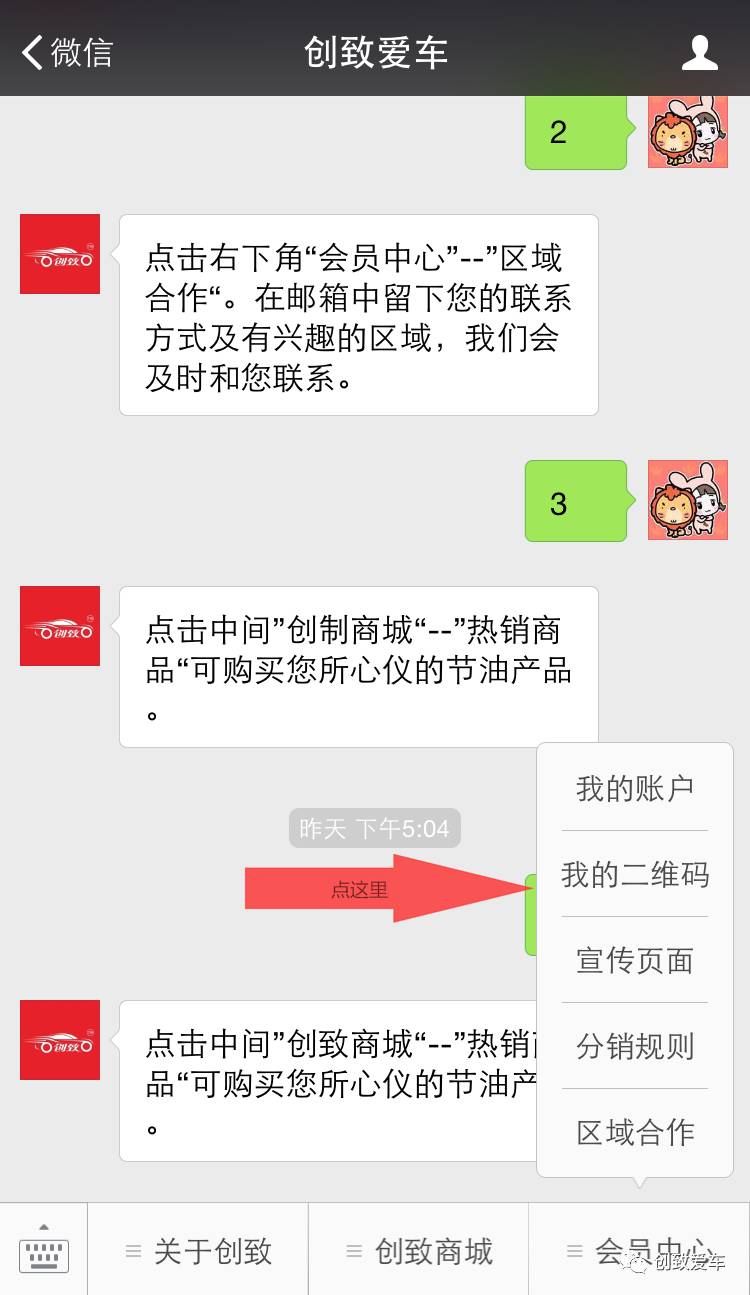 微信
创致爱车
2
点击右下角“会员中心”--”区域
合作“。在邮箱中留下您的联系
方式及有兴趣的区域，我们会
及时和您联系。
创致
3
点击中间”创制商城“--”热销商
品“可购买您所心仪的节油产品
。
创致
昨天 下午5:04
点这里
点击中间”创致商城“--”热销商
品“可购买您所心仪的节油产
。
创致
我的账户
我的二维码
宣传页面
分销规则
区域合作
关于创致
创致商城
会员中心
创致爱车